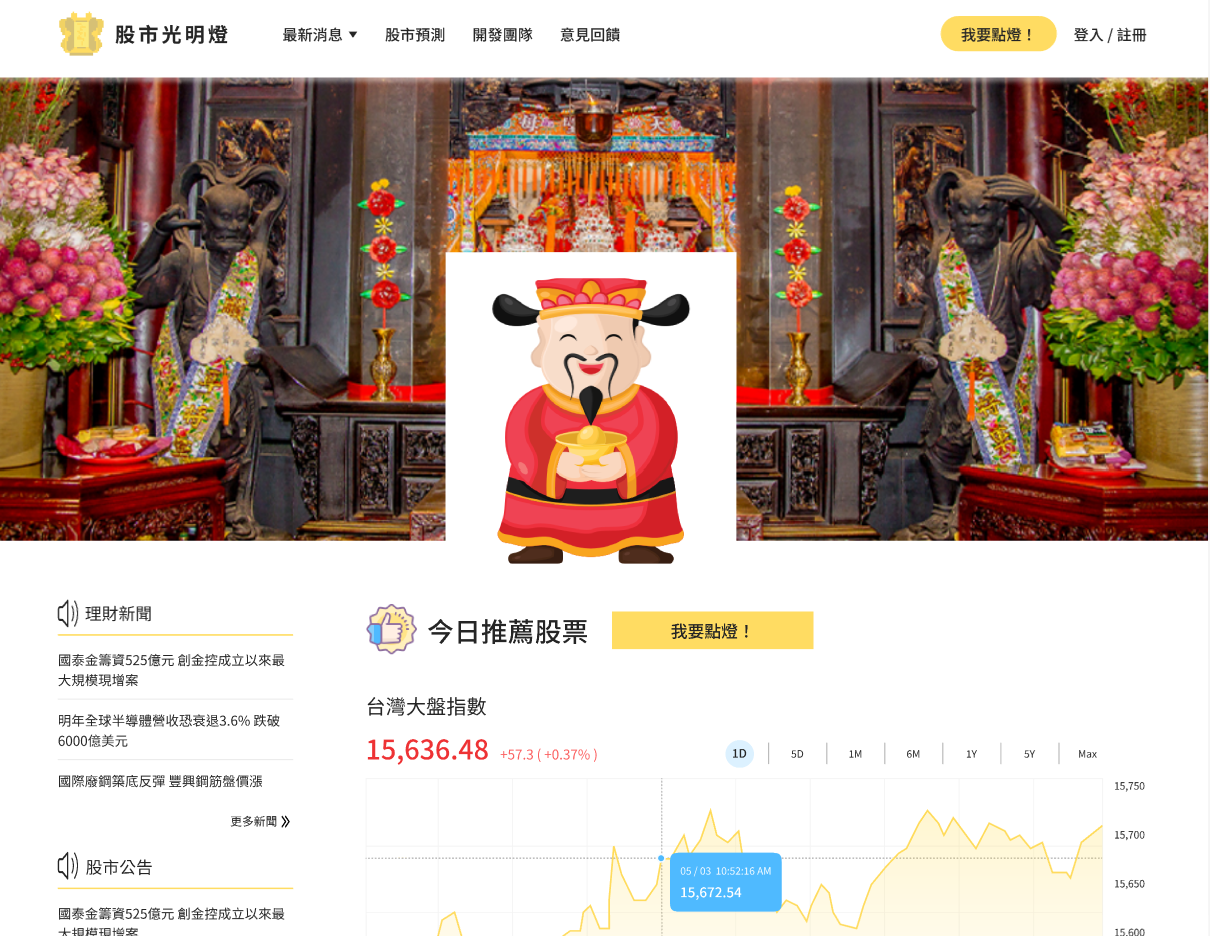 股市光明燈
最新消息 ▼
股市預測
開發團隊
意見回饋
我要點燈！
登入 / 註冊
理財新聞
國泰金籌資525億元 創金控成立以來最
大規模現增案
明年全球半導體營收恐衰退3.6% 跌破
6000億美元
國際廢鋼築底反彈 豐興鋼筋盤價漲
更多新聞
股市公告
國泰金籌資525億元 創金控成立以來最
大規模現增案
今日推薦股票
我要點燈！
台灣大盤指數
15,636.48 +57.3 ( +0.37% )
1D
5D
1M
6M
1Y
5Y
Max
15,750
15,700
15,650
15,600
05 / 03 10:52:16 AM
15,672.54